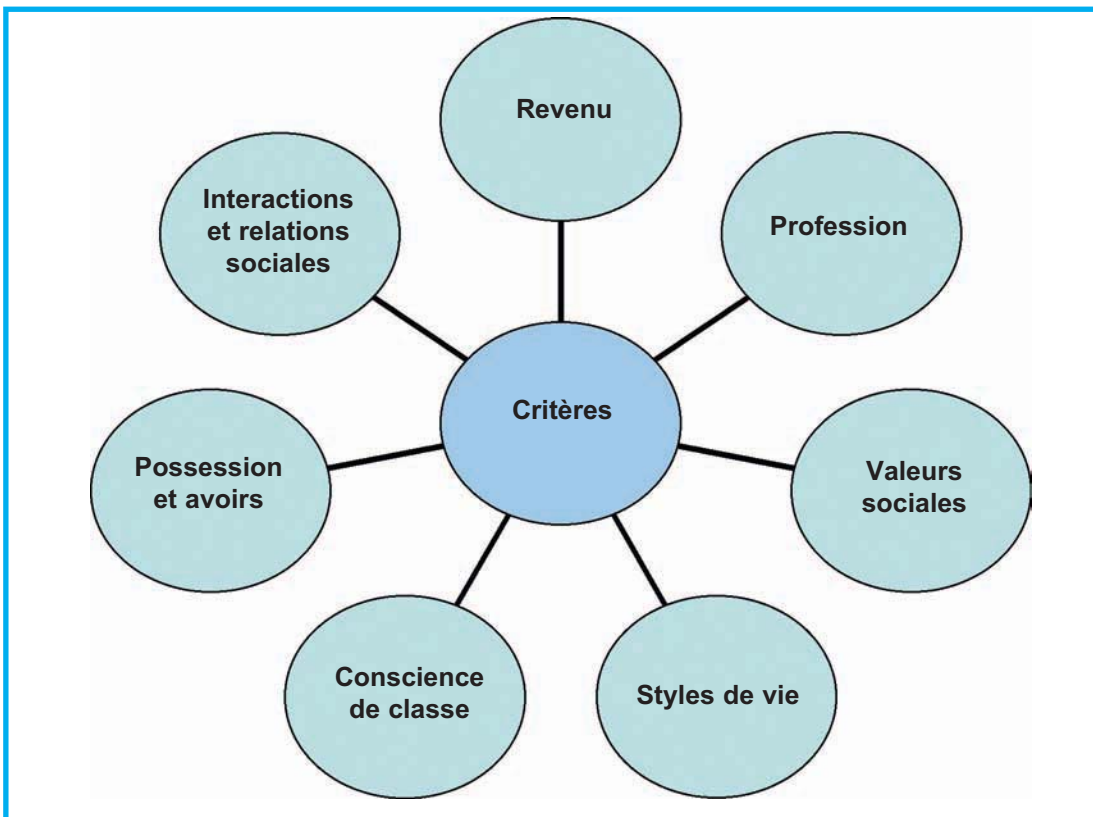 Revenu
Profession
Valeurs
sociales
Styles de vie
Conscience
de classe
Possession
et avoirs
Interactions
et relations
sociales
Critères